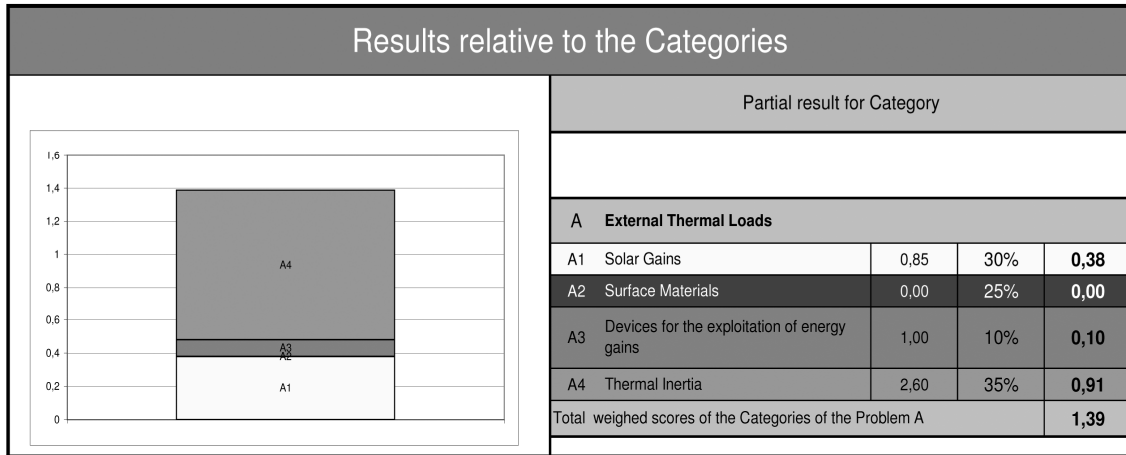 Results relative to the Categories
Partial result for Category
1,6
1,4
1,2
1
0,8
0,6
0,4
0,2
0
A4
A3
A2
A1
A External Thermal Loads
A1 Solar Gains 0,85 30% 0,38
A2 Surface Materials 0,00 25% 0,00
A3 Devices for the exploitation of energy
gains 1,00 10% 0,10
A4 Thermal Inertia 2,60 35% 0,91
Total weighed scores of the Categories of the Problem A 1,39